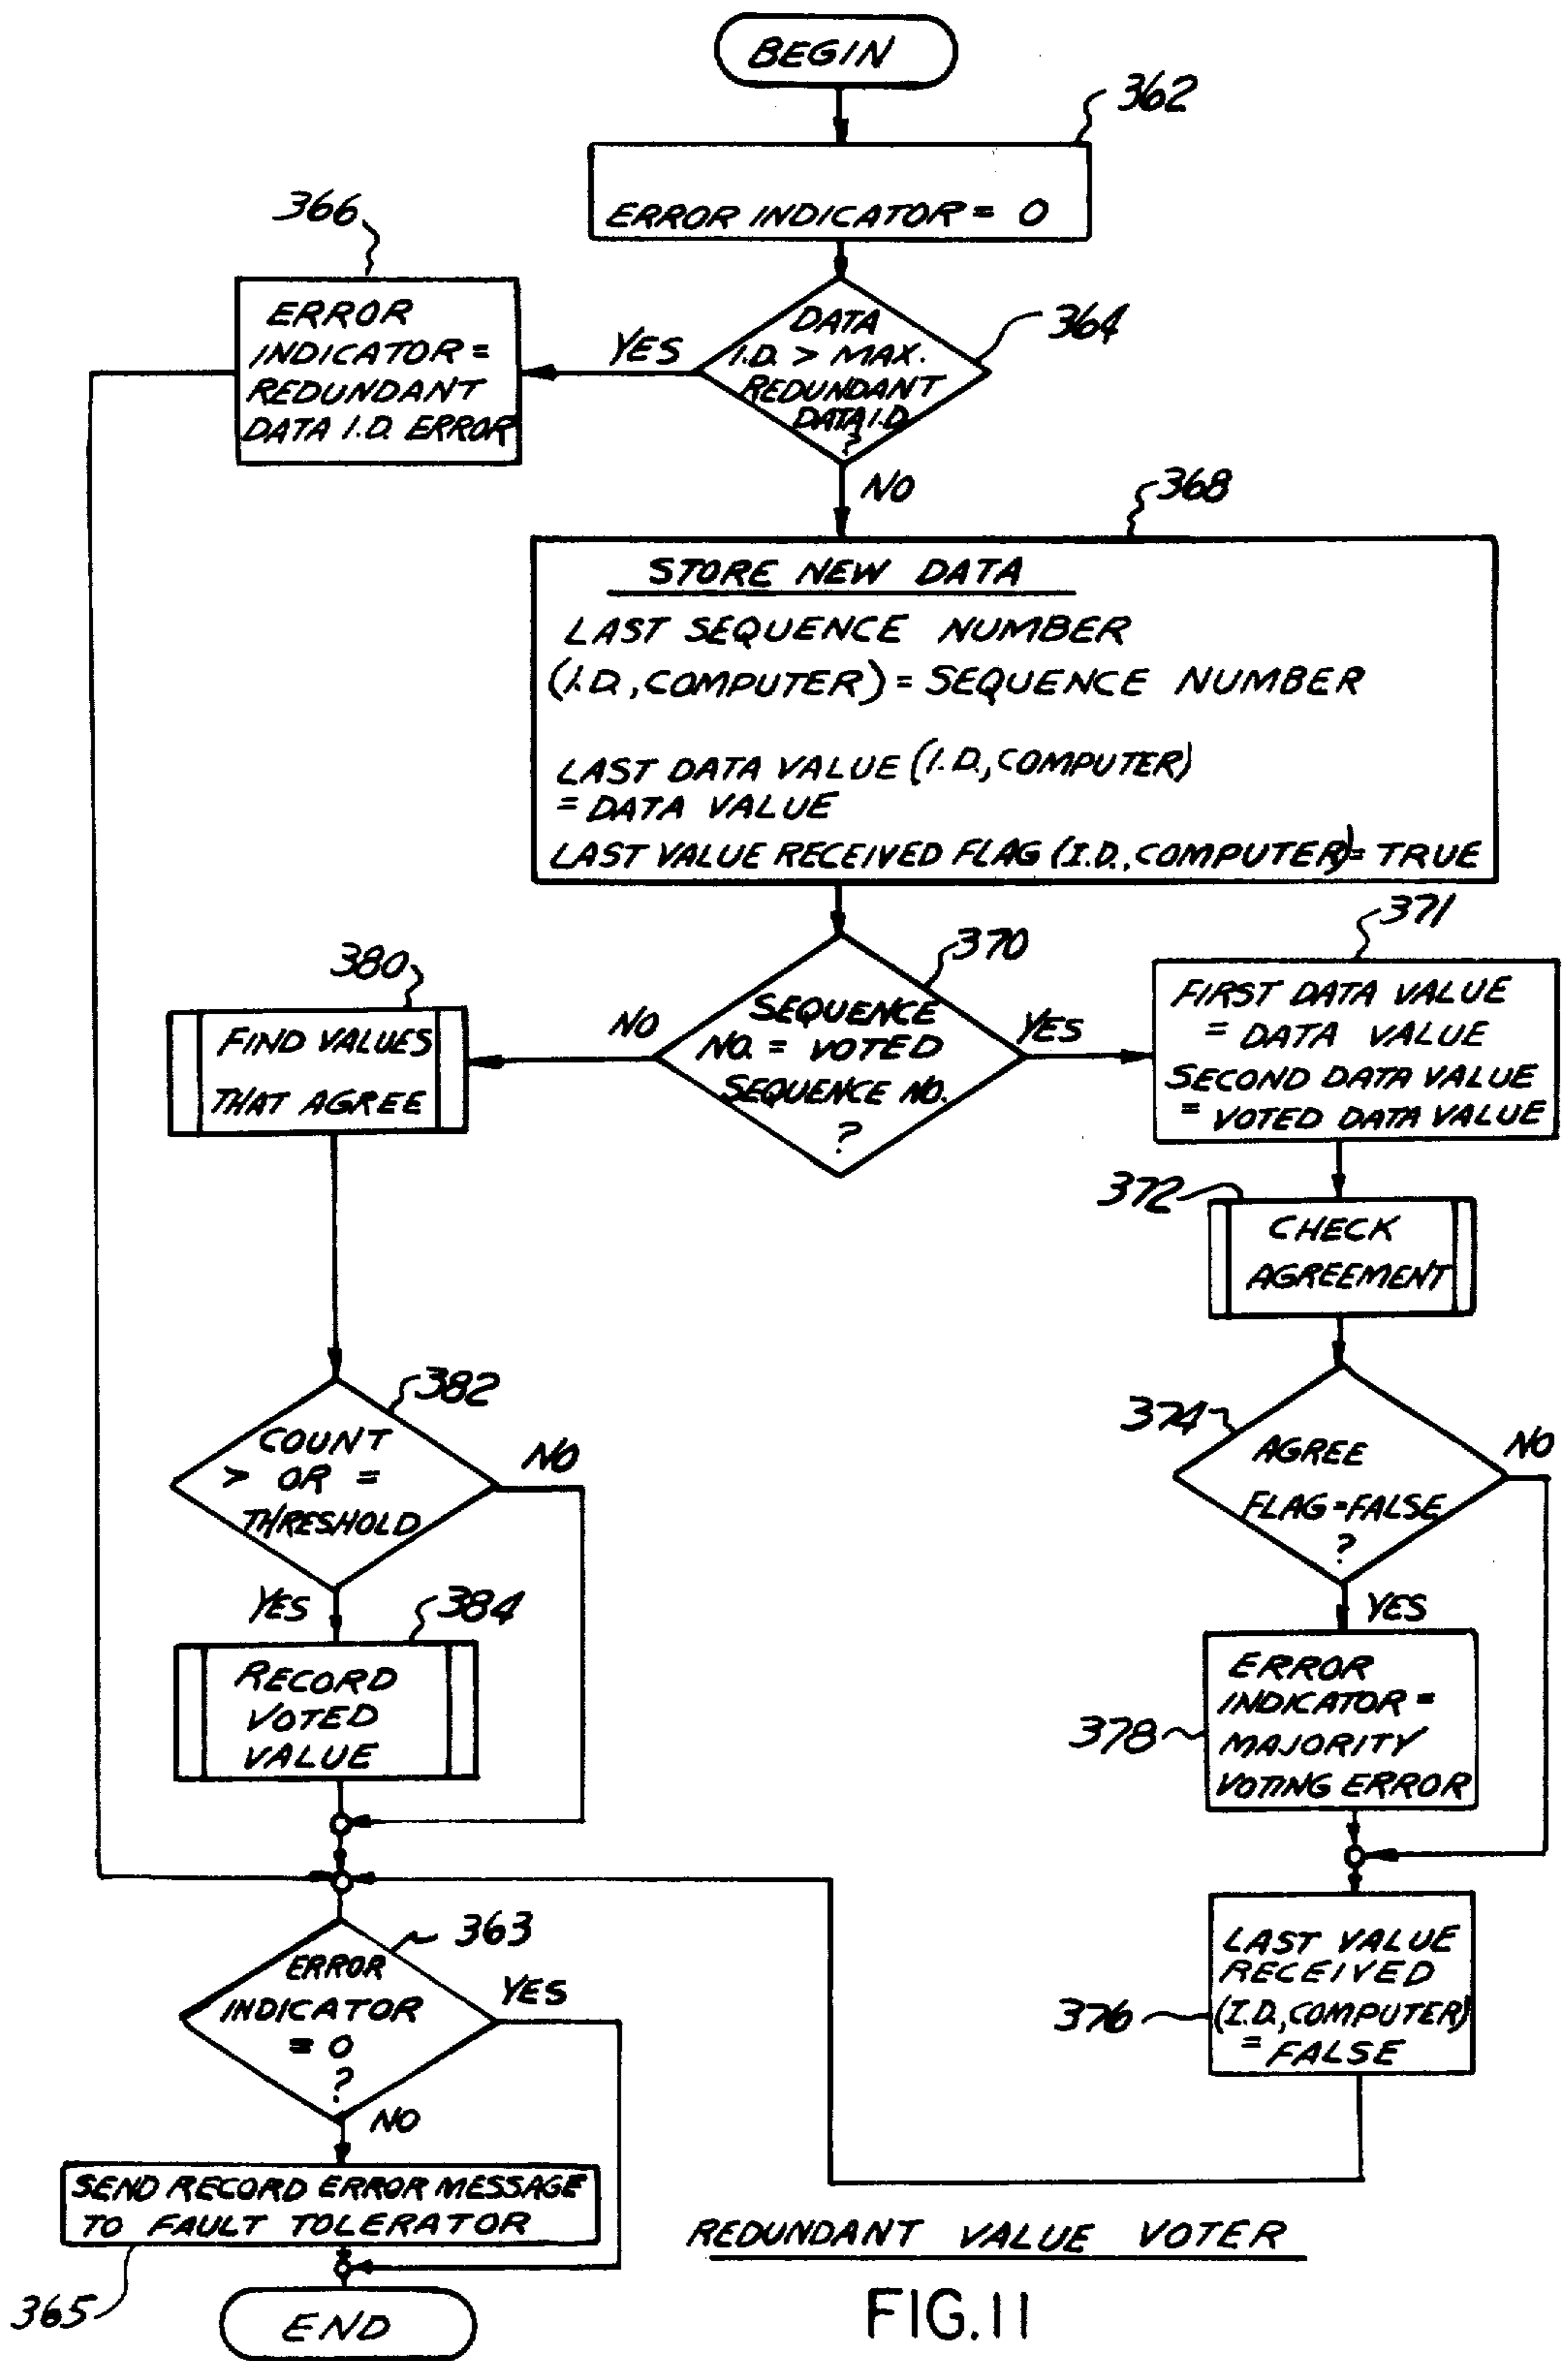 BEGIN
362
ERROR INDICATOR = 0
366
ERROR
INDICATOR =
REDUNDANT
DATA I.D. ERROR
YES
DATA
I.D. > MAX.
REDUNDANT
DATA I.D.
?
364
NO
368
STORE NEW DATA
LAST SEQUENCE NUMBER
(I.D., COMPUTER) = SEQUENCE NUMBER
LAST DATA VALUE (I.D., COMPUTER)
= DATA VALUE
LAST VALUE RECEIVED FLAG (I.D., COMPUTER) = TRUE
380
FIND VALUES
THAT AGREE
NO
370
SEQUENCE
NO. = VOTED
SEQUENCE NO.
?
YES
371
FIRST DATA VALUE
= DATA VALUE
SECOND DATA VALUE
= VOTED DATA VALUE
372
CHECK
AGREEMENT
382
COUNT
> OR =
THRESHOLD
NO
374
AGREE
FLAG = FALSE
?
NO
YES
384
RECORD
VOTED
VALUE
YES
378
ERROR
INDICATOR =
MAJORITY
VOTING ERROR
363
ERROR
INDICATOR
= 0
?
YES
NO
376
LAST VALUE
RECEIVED
(I.D., COMPUTER)
= FALSE
SEND RECORD ERROR MESSAGE
TO FAULT TOLERATOR
365
END
REDUNDANT VALUE VOTER
FIG. 11